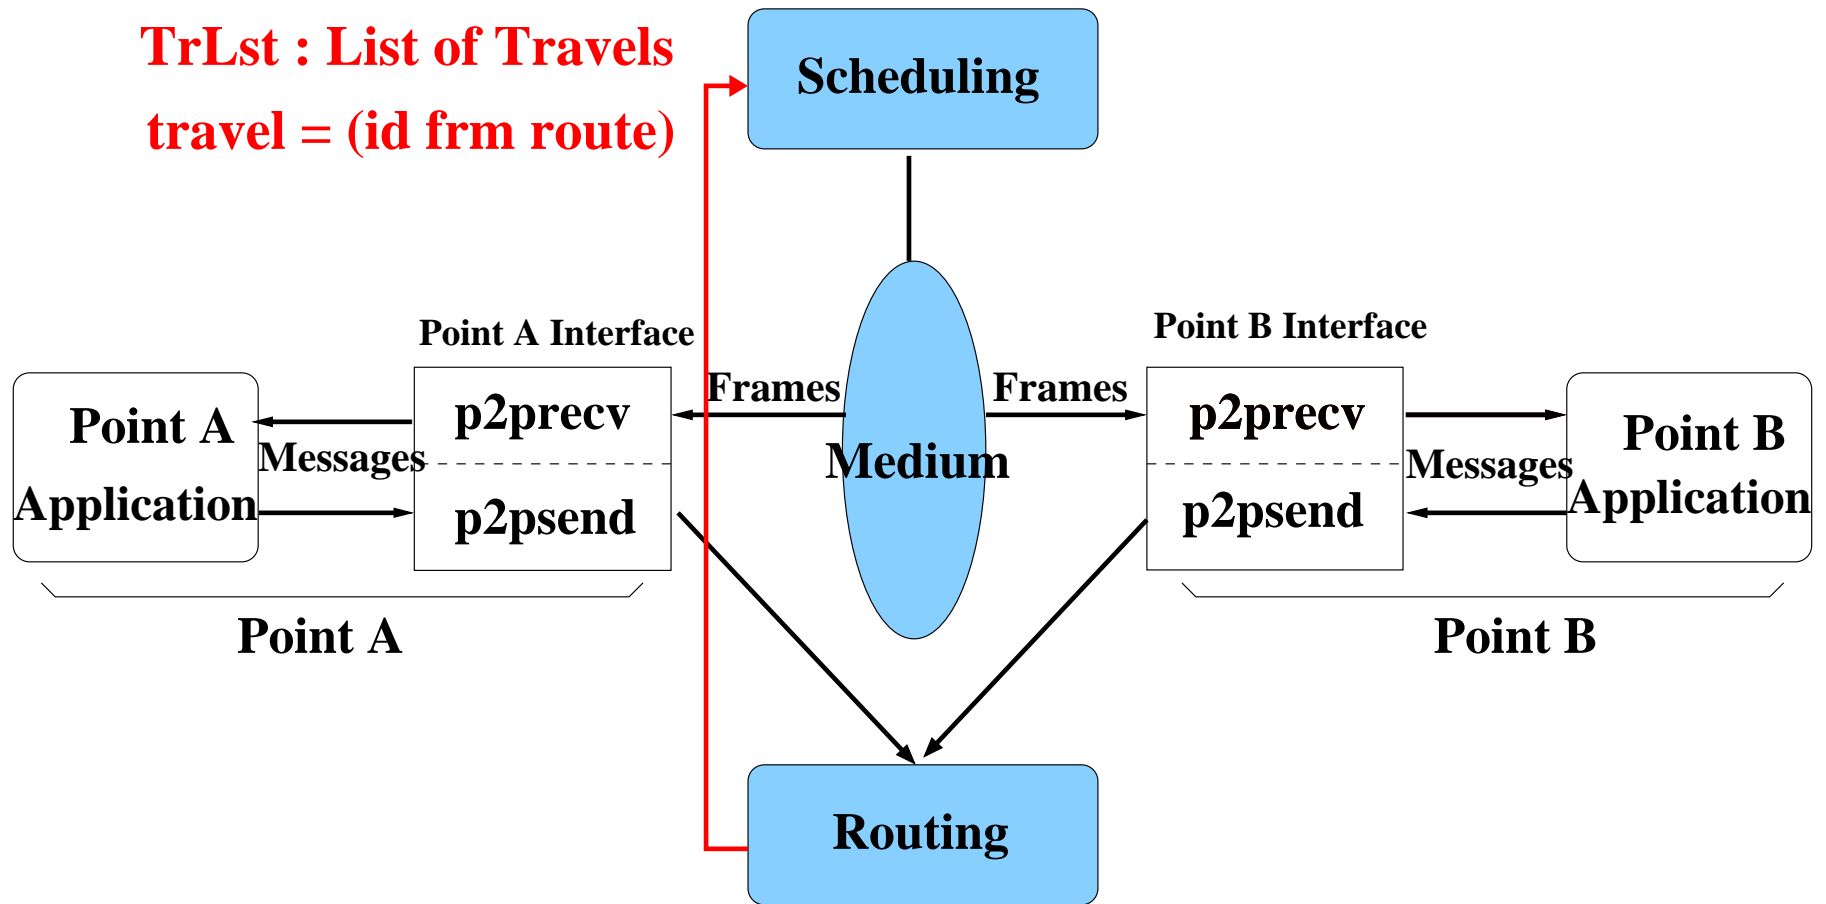 TrLst : List of Travels
travel = (id frm route)
Scheduling
Point A Interface
Point B Interface
Frames
Frames
p2precv
p2precv
Point A
Application
Messages
Medium
Messages
Point B
Application
p2psend
p2psend
Point A
Point B
Routing